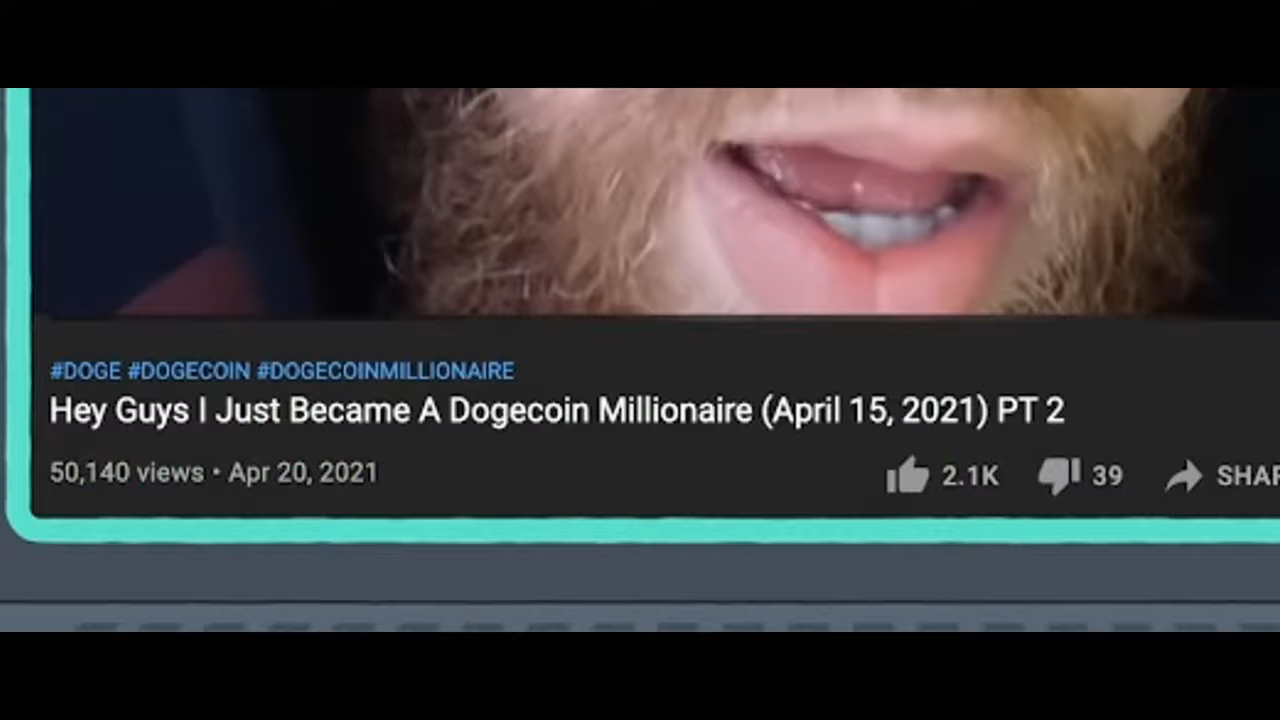 #DOGE #DOGECOIN #DOGECOINMILLIONAIRE
Hey Guys I Just Became A Dogecoin Millionaire (April 15, 2021) PT 2
50,140 views • Apr 20, 2021 2.1K 39 SHAR